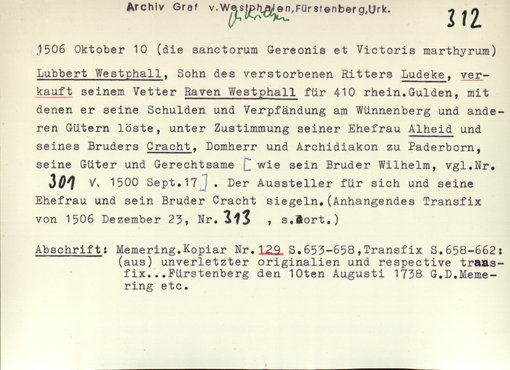 Archiv Graf v.Westphalen,Fürstenberg,Urk.
312
1506 Oktober 10 (die sanctorum Gereonis et Victoris marthyrum)
Lubbert Westphall, Sohn des verstorbenen Ritters Ludeke, ver-
kauft seinem Vetter Raven Westphall für 410 rhein.Gulden, mit
denen er seine Schulden und Verpfändung am Wünnenberg und ande-
ren Gütern löste, unter Zustimmung seiner Ehefrau Alheid und
seines Bruders Cracht, Domherr und Archidiakon zu Paderborn,
seine Güter und Gerechtsame [ wie sein Bruder Wilhelm, vgl.Nr.
301 V. 1500 Sept.17 ] . Der Aussteller für sich und seine
Ehefrau und sein Bruder Cracht siegeln.(Anhangendes Transfix
von 1506 Dezember 23, Nr. 313 , s.dort.)
Abschrift: Memering.Kopiar Nr.129 S.653-658,Transfix S.658-662:
(aus) unverletzter originalien und respective trans-
fix...Fürstenberg den 10ten Augusti 1738 G.D.Meme-
ring etc.